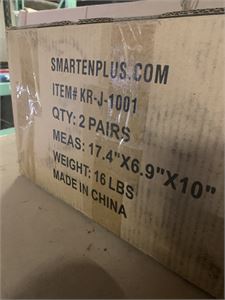 SMARTENPLUS.COM
ITEM# KR-J-1001
QTY: 2 PAIRS
MEAS: 17.4"X6.9"X10"
WEIGHT: 16 LBS
MADE IN CHINA